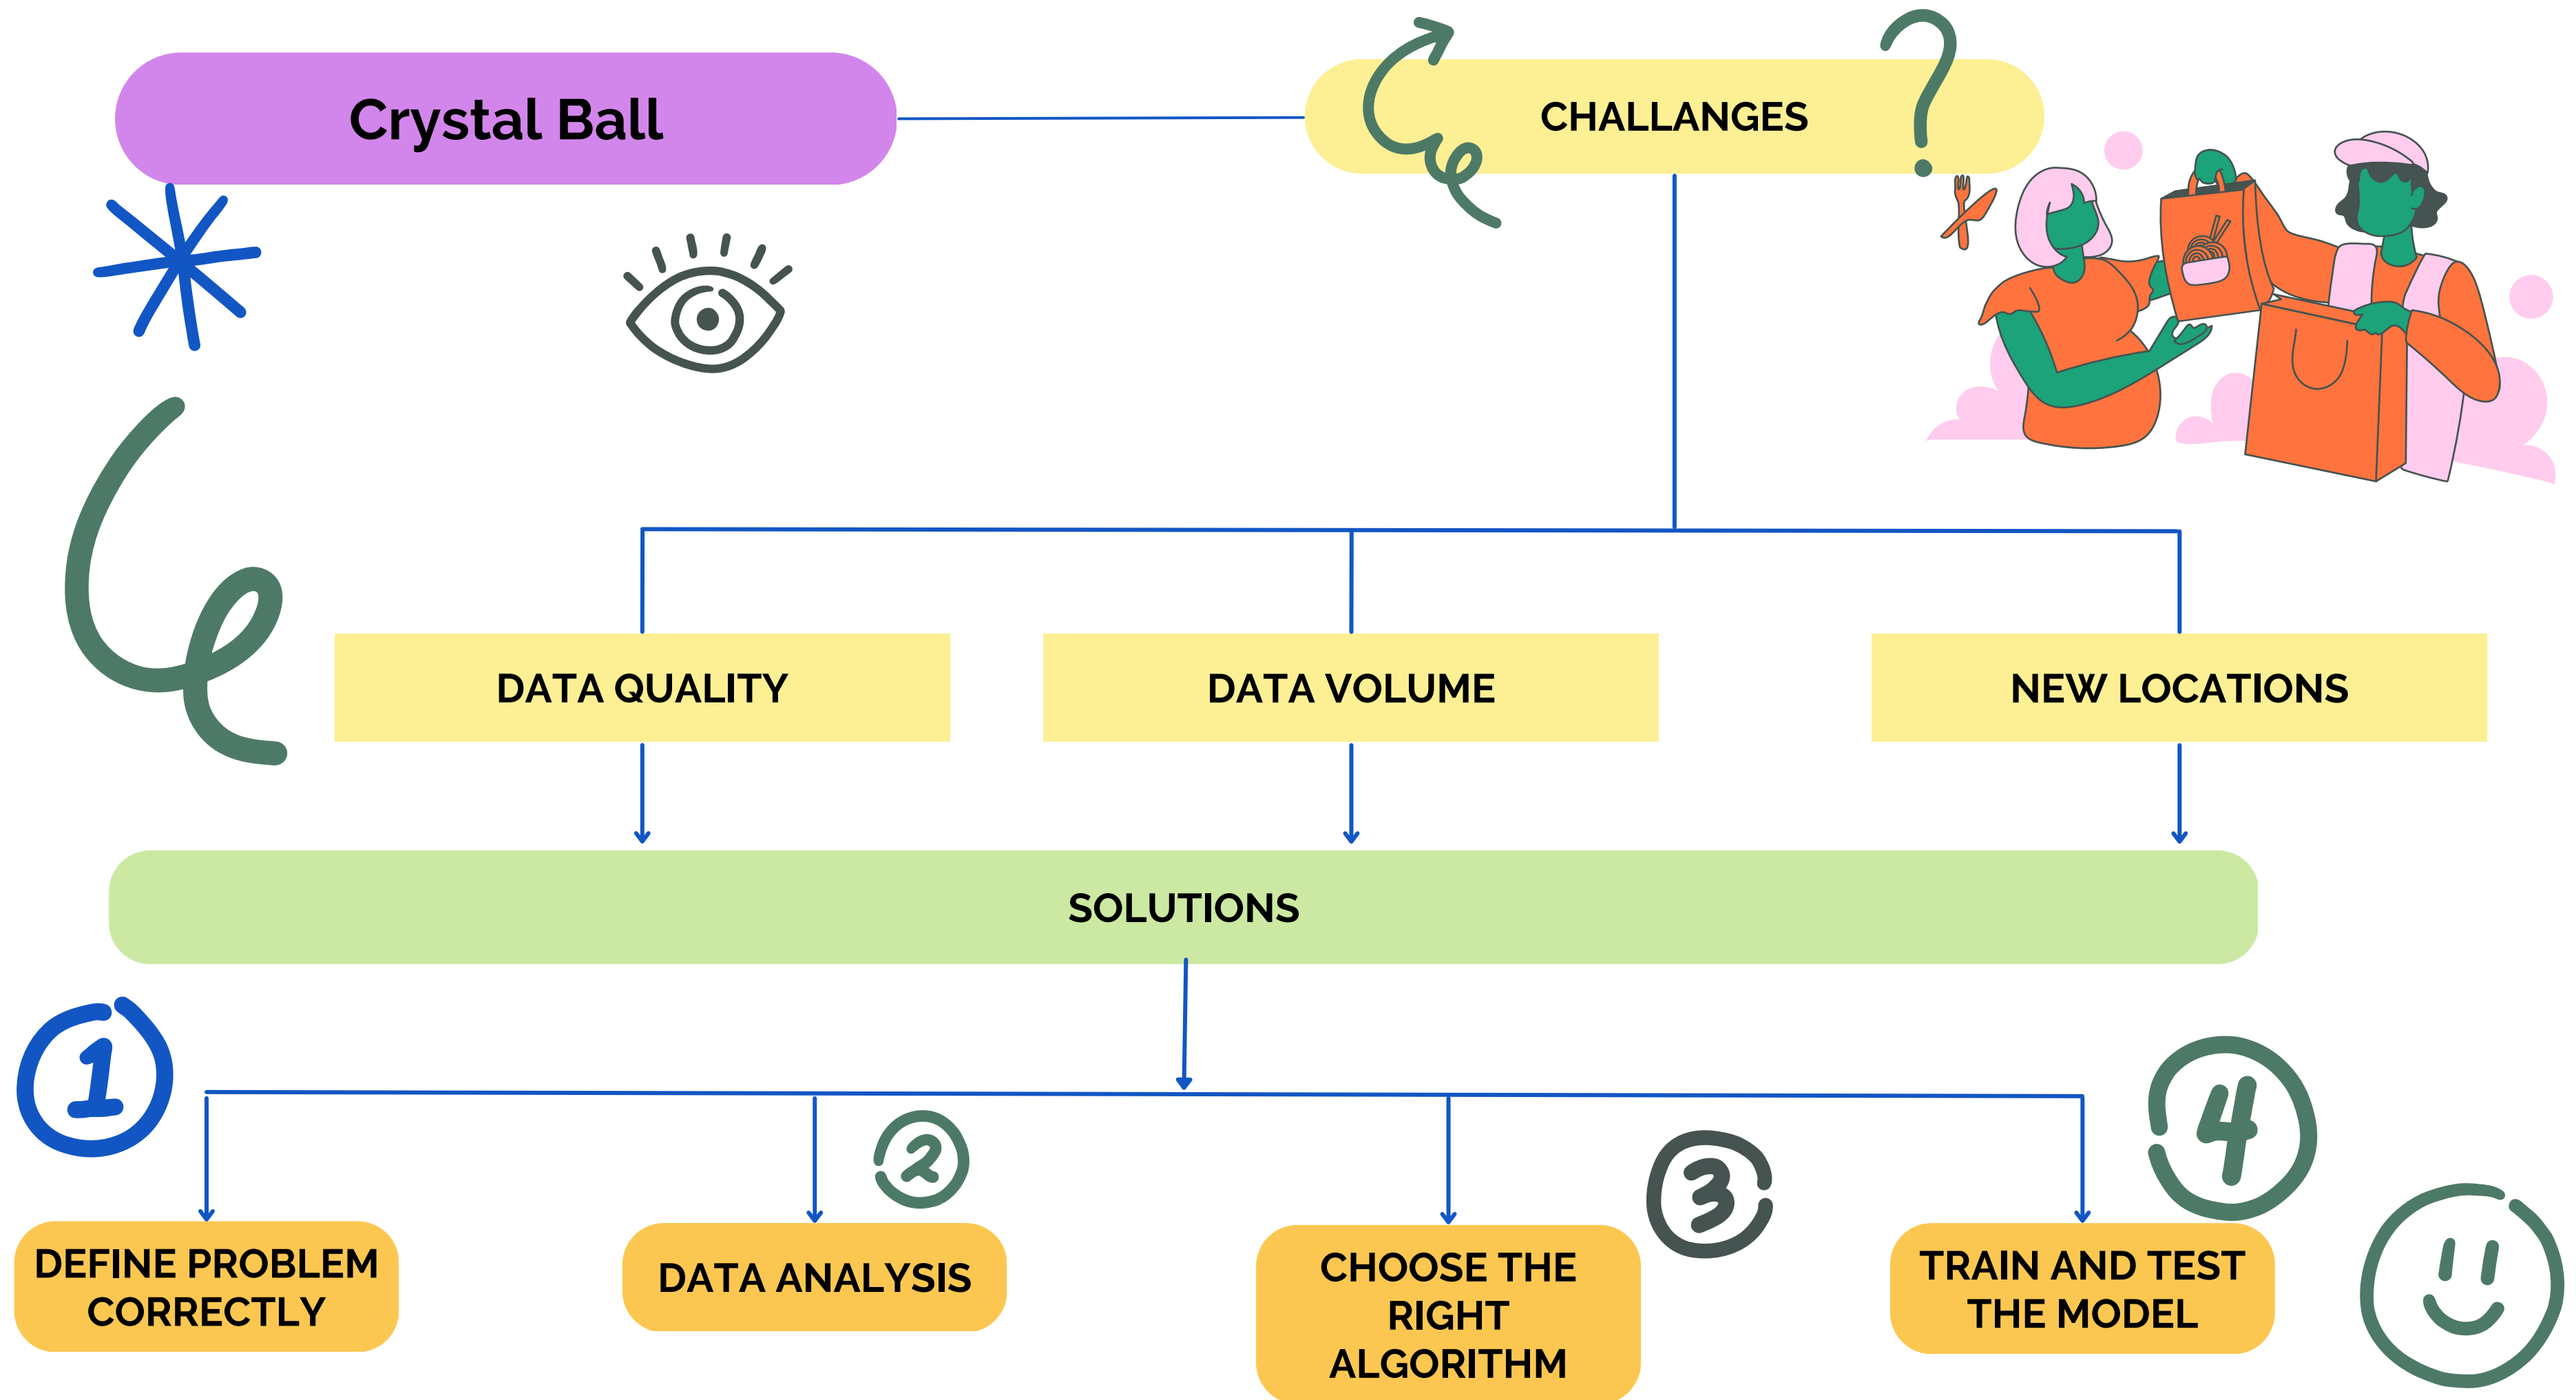 Crystal Ball
CHALLANGES
?
DATA QUALITY
DATA VOLUME
NEW LOCATIONS
SOLUTIONS
1
2
3
4
DEFINE PROBLEM
CORRECTLY
DATA ANALYSIS
CHOOSE THE
RIGHT
ALGORITHM
TRAIN AND TEST
THE MODEL